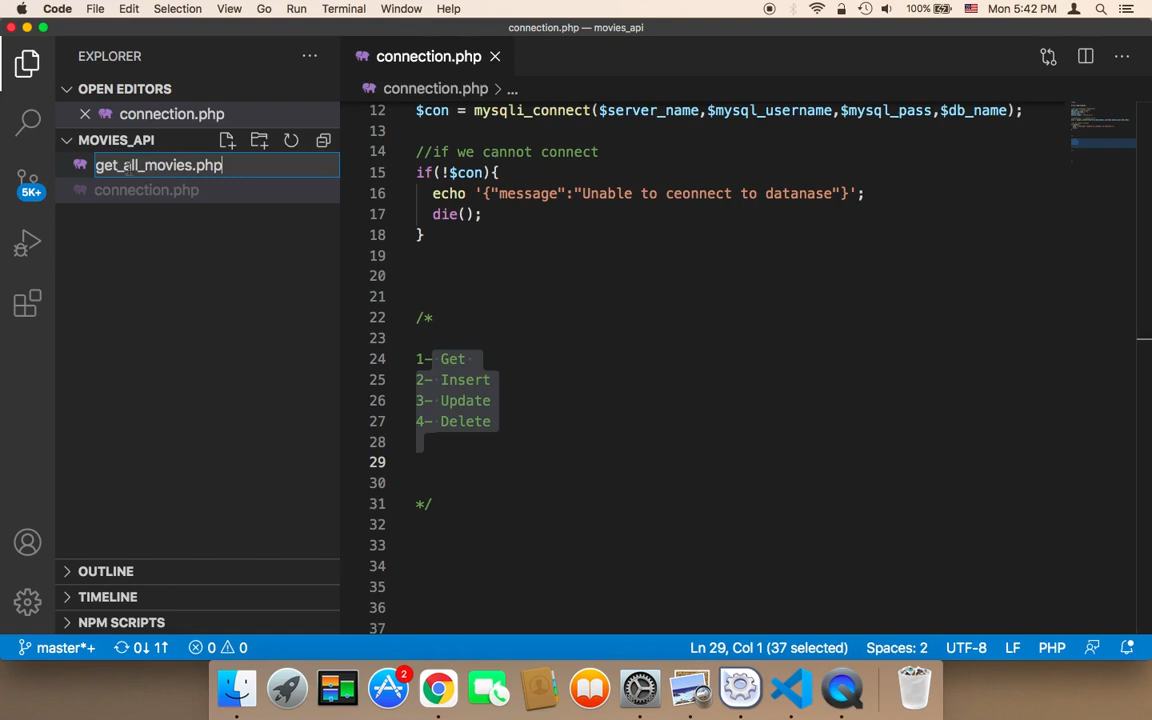 Code File Edit Selection View Go Run Terminal Window Help 100% Mon 5:42 PM
connection.php — movies_api
EXPLORER
connection.php
OPEN EDITORS
connection.php > ...
connection.php
MOVIES_API
get_all_movies.php
connection.php
5K+
12 $con = mysqli_connect($server_name,$mysql_username,$mysql_pass,$db_name);
13
14 //if we cannot connect
15 if(!$con){
16 echo '{"message":"Unable to ceonnect to datanase"}';
17 die();
18 }
19
20
21
22 /*
23
24 1- Get
25 2- Insert
26 3- Update
27 4- Delete
28
29
30
31 */
32
33
34
35
36
37
OUTLINE
TIMELINE
NPM SCRIPTS
master*+ 0↓ 1↑ 0 0 Ln 29, Col 1 (37 selected) Spaces: 2 UTF-8 LF PHP
2